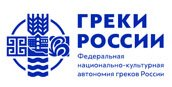 ГРЕКИ
РОССИИ
Федеральная
национально-культурная
автономия греков России